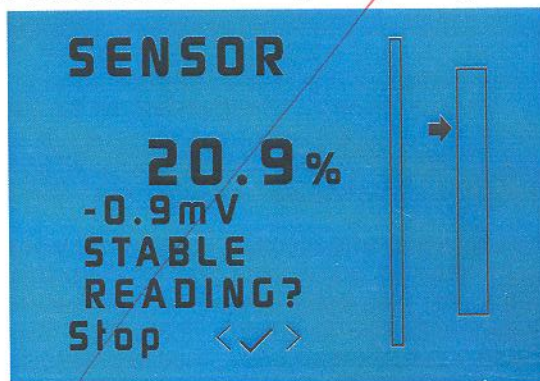 SENSOR
20.9%
-0.9mV
STABLE
READING?
Stop <✓>